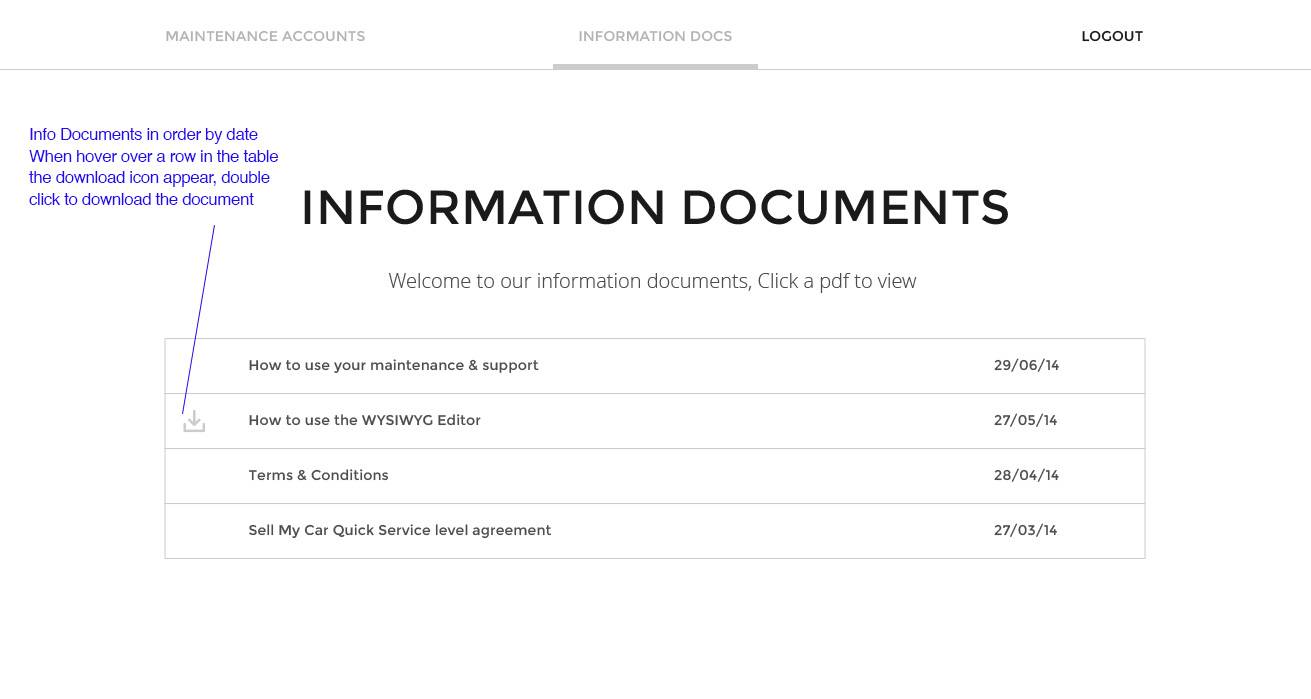 MAINTENANCE ACCOUNTS INFORMATION DOCS LOGOUT
Info Documents in order by date
When hover over a row in the table
the download icon appear, double
click to download the document
INFORMATION DOCUMENTS
Welcome to our information documents, Click a pdf to view
How to use your maintenance & support 29/06/14
How to use the WYSIWYG Editor 27/05/14
Terms & Conditions 28/04/14
Sell My Car Quick Service level agreement 27/03/14